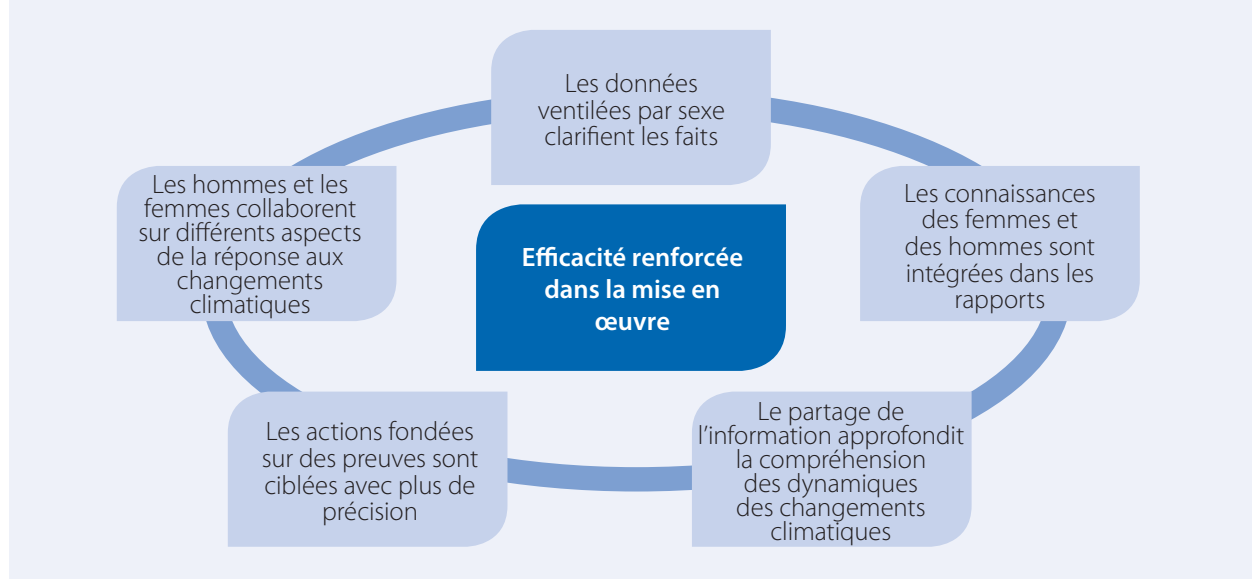 Les données
ventilées par sexe
clarifient les faits
Les hommes et les
femmes collaborent
sur différents aspects
de la réponse aux
changements
climatiques
Efficacité renforcée
dans la mise en
œuvre
Les connaissances
des femmes et
des hommes sont
intégrées dans les
rapports
Les actions fondées
sur des preuves sont
ciblées avec plus de
précision
Le partage de
l'information approfondit
la compréhension
des dynamiques
des changements
climatiques